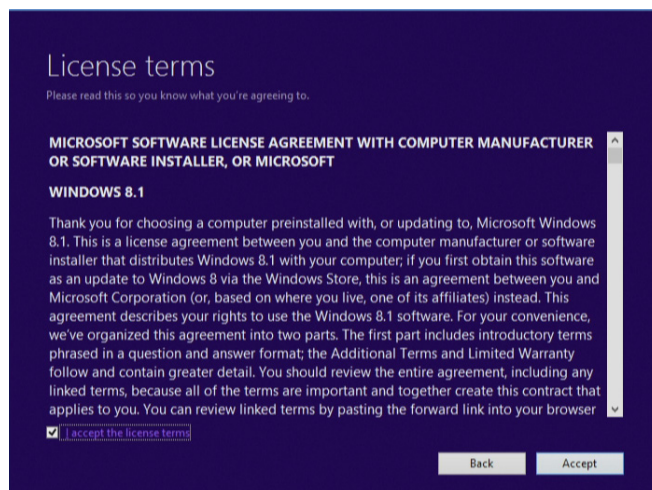 License terms
Please read this so you know what you're agreeing to.
MICROSOFT SOFTWARE LICENSE AGREEMENT WITH COMPUTER MANUFACTURER
OR SOFTWARE INSTALLER, OR MICROSOFT
WINDOWS 8.1
Thank you for choosing a computer preinstalled with, or updating to, Microsoft Windows
8.1. This is a license agreement between you and the computer manufacturer or software
installer that distributes Windows 8.1 with your computer; if you first obtain this software
as an update to Windows 8 via the Windows Store, this is an agreement between you and
Microsoft Corporation (or, based on where you live, one of its affiliates) instead. This
agreement describes your rights to use the Windows 8.1 software. For your convenience,
we've organized this agreement into two parts. The first part includes introductory terms
phrased in a question and answer format; the Additional Terms and Limited Warranty
follow and contain greater detail. You should review the entire agreement, including any
linked terms, because all of the terms are important and together create this contract that
applies to you. You can review linked terms by pasting the forward link into your browser
I accept the license terms
Back Accept